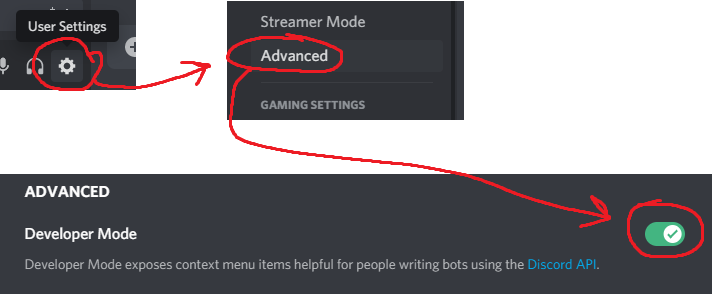 User Settings
Streamer Mode
Advanced
GAMING SETTINGS
ADVANCED
Developer Mode
Developer Mode exposes context menu items helpful for people writing bots using the Discord API.